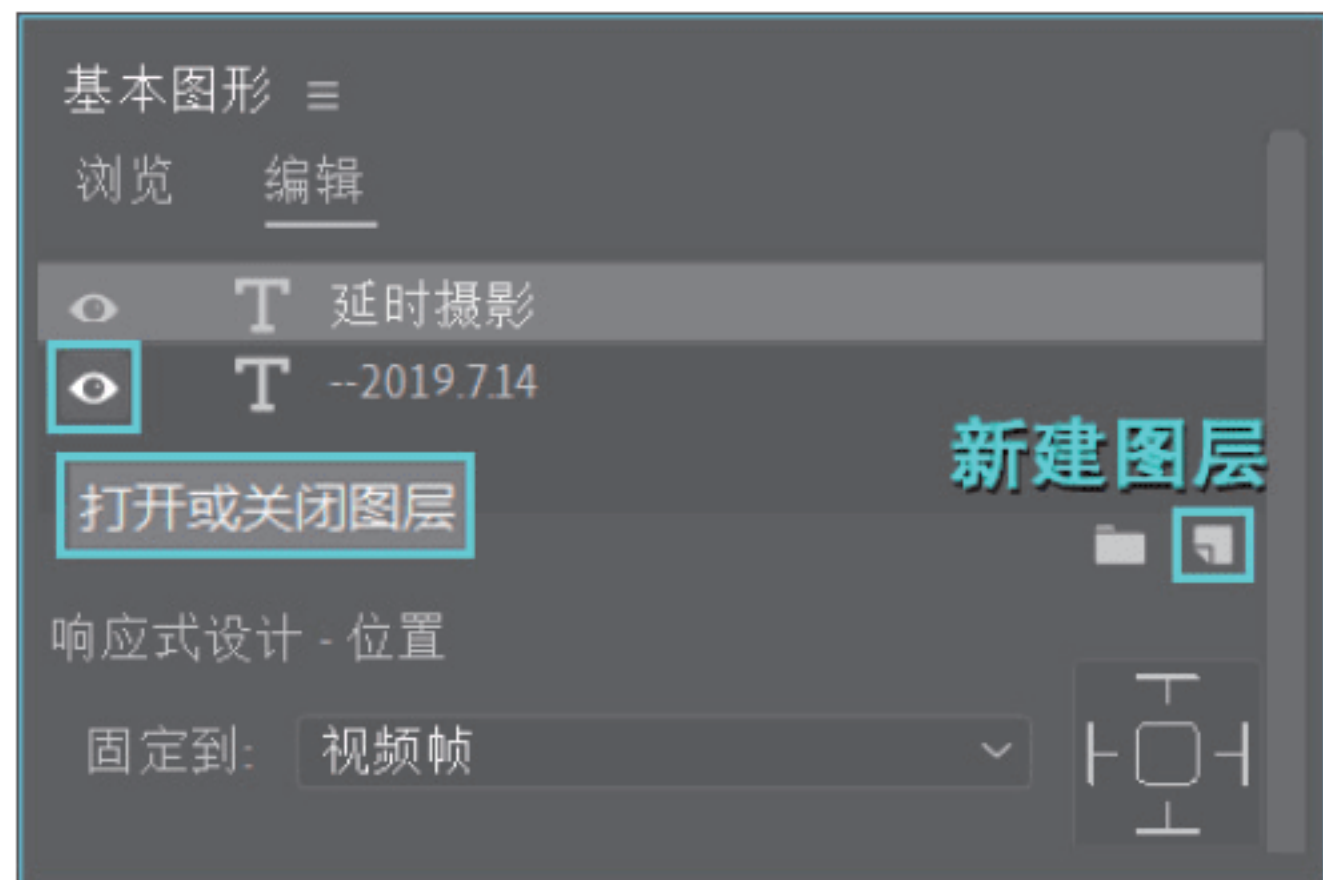 基本图形
浏览 编辑
T 延时摄影
T --2019.7.14
新建图层
打开或关闭图层
响应式设计 - 位置
固定到: 视频帧